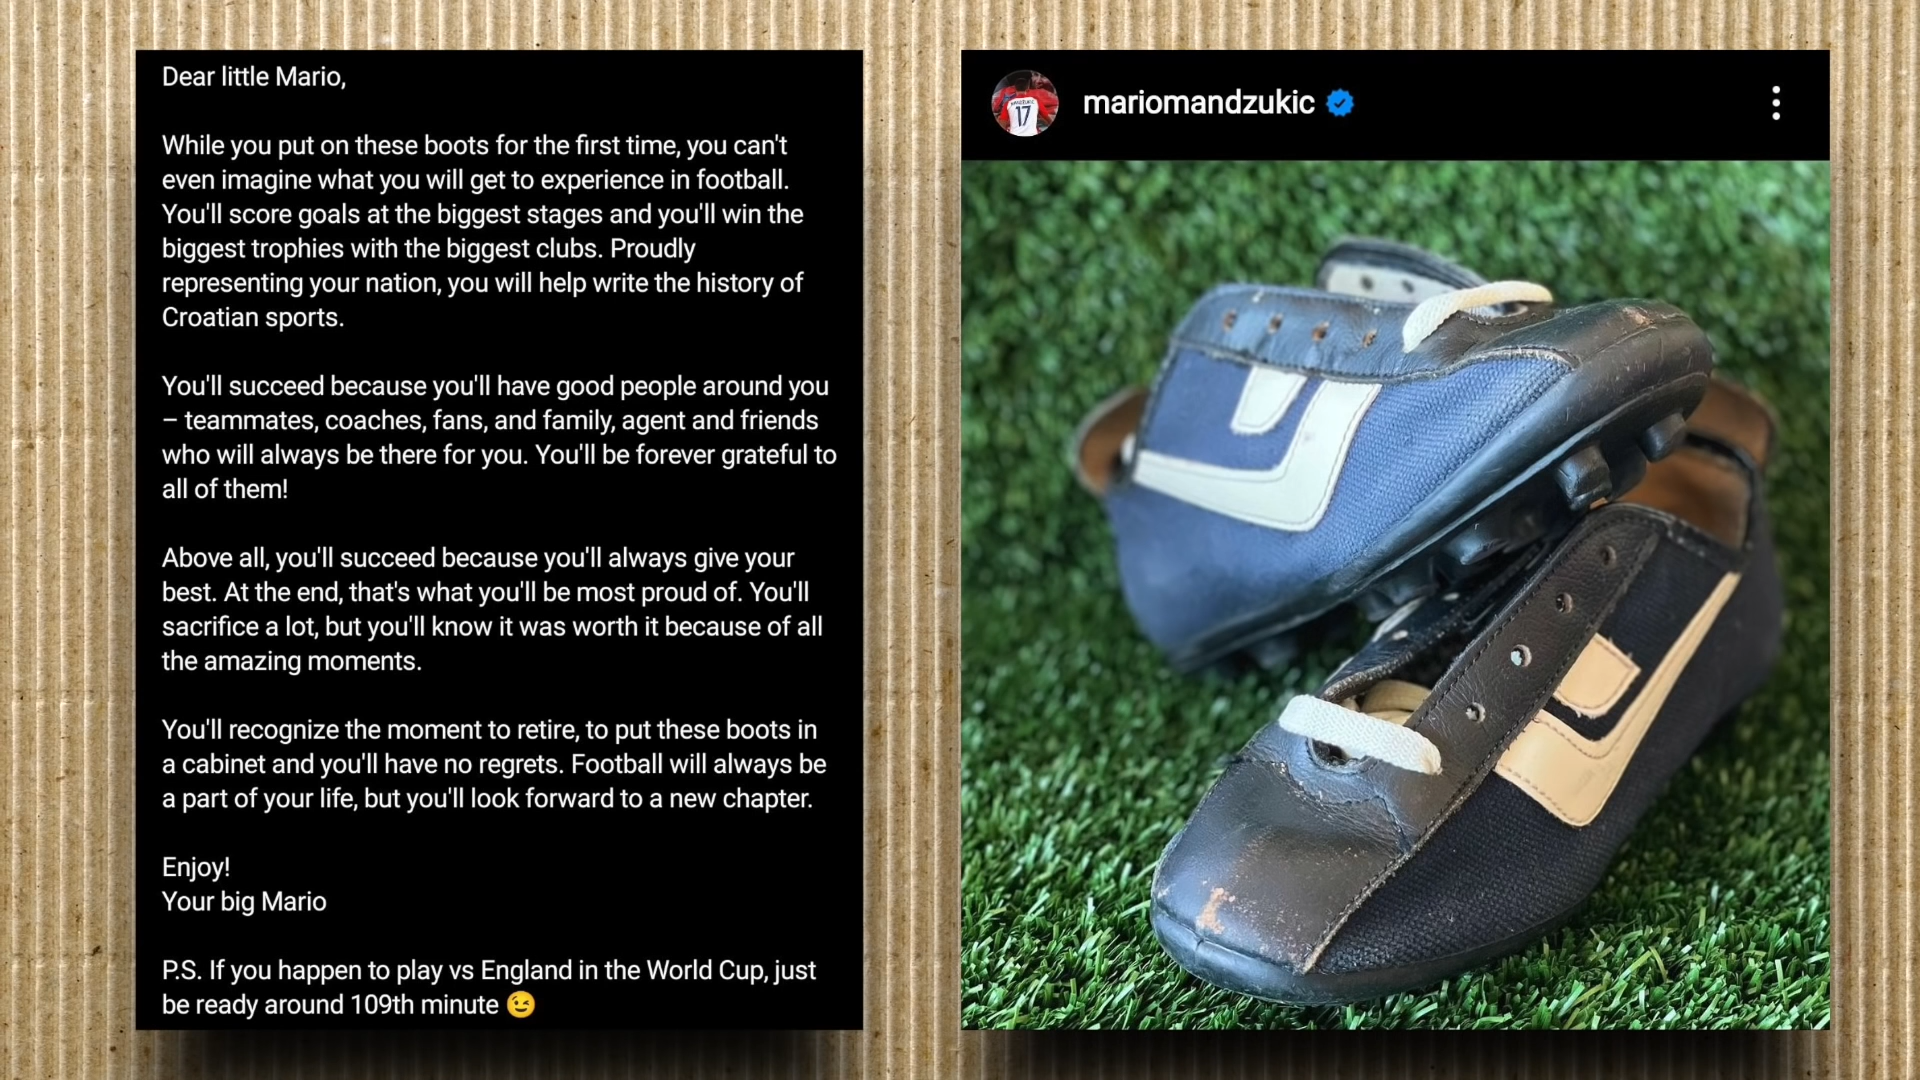 Dear little Mario,
While you put on these boots for the first time, you can't
even imagine what you will get to experience in football.
You'll score goals at the biggest stages and you'll win the
biggest trophies with the biggest clubs. Proudly
representing your nation, you will help write the history of
Croatian sports.
You'll succeed because you'll have good people around you
– teammates, coaches, fans, and family, agent and friends
who will always be there for you. You'll be forever grateful to
all of them!
Above all, you'll succeed because you'll always give your
best. At the end, that's what you'll be most proud of. You'll
sacrifice a lot, but you'll know it was worth it because of all
the amazing moments.
You'll recognize the moment to retire, to put these boots in
a cabinet and you'll have no regrets. Football will always be
a part of your life, but you'll look forward to a new chapter.
Enjoy!
Your big Mario
P.S. If you happen to play vs England in the World Cup, just
be ready around 109th minute 😉
mariomandzukic
17